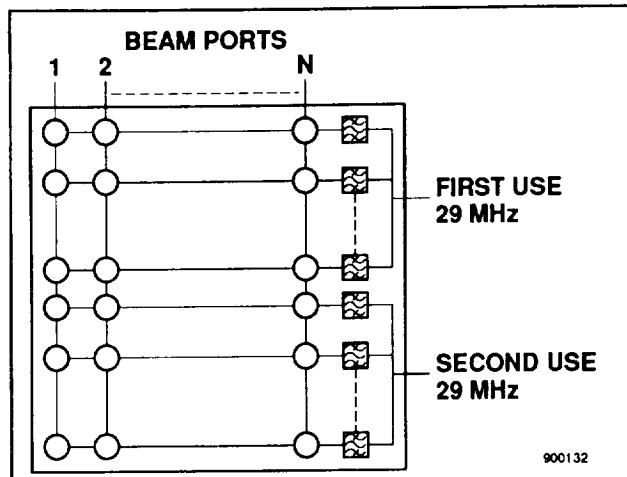 BEAM PORTS
1 2 N
FIRST USE
29 MHz
SECOND USE
29 MHz
900132